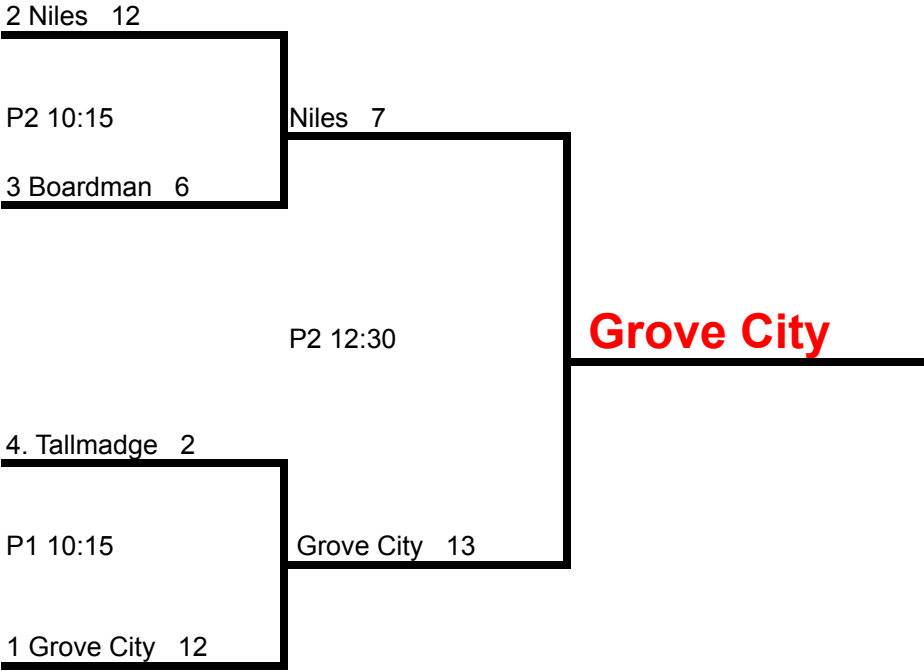 2 Niles 12
P2 10:15
Niles 7
3 Boardman 6
P2 12:30
Grove City
4. Tallmadge 2
P1 10:15
Grove City 13
1 Grove City 12